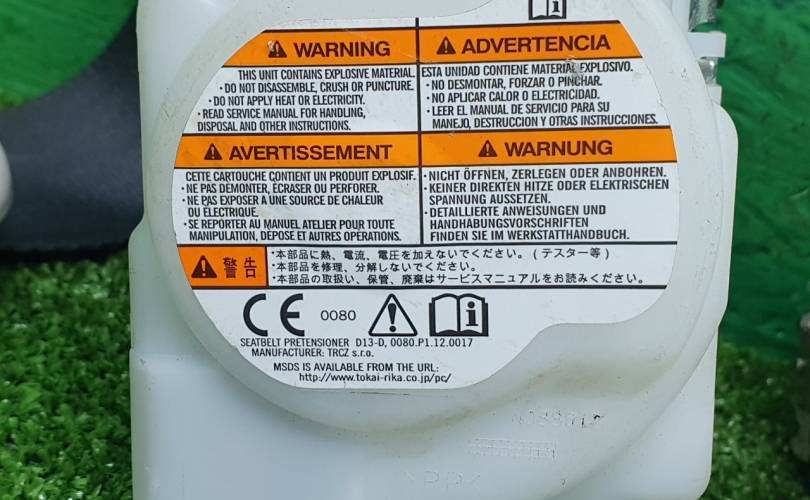 WARNING
THIS UNIT CONTAINS EXPLOSIVE MATERIAL.
・DO NOT DISASSEMBLE, CRUSH OR PUNCTURE.
・DO NOT APPLY HEAT OR ELECTRICITY.
・READ SERVICE MANUAL FOR HANDLING,
DISPOSAL AND OTHER INSTRUCTIONS.
ADVERTENCIA
ESTA UNIDAD CONTIENE MATERIAL EXPLOSIVO.
・NO DESMONTAR, FORZAR O PINCHAR.
・NO APLICAR CALOR O ELECTRICIDAD.
・LEER EL MANUAL DE SERVICIO PARA SU
MANEJO, DESTRUCCION Y OTRAS INSTRUCCIONES.
AVERTISSEMENT
CETTE CARTOUCHE CONTIENT UN PRODUIT EXPLOSIF.
・NE PAS DÉMONTER, ÉCRASER OU PERFORER.
・NE PAS EXPOSER A UNE SOURCE DE CHALEUR
OU ÉLECTRIQUE.
・SE REPORTER AU MANUEL ATELIER POUR TOUTE
MANIPULATION, DÉPOSE ET AUTRES OPÉRATIONS.
WARNUNG
・NICHT ÖFFNEN, ZERLEGEN ODER ANBOHREN.
・KEINER DIREKTEN HITZE ODER ELEKTRISCHEN
SPANNUNG AUSSETZEN.
・DETAILLIERTE ANWEISUNGEN UND
HANDHABUNGSVORSCHRIFTEN
FINDEN SIE IM WERKSTATTHANDBUCH.
警告
・本部品に熱、電流、電圧を加えないでください。(テスター等)
・本部品を修理、分解しないでください。
・本部品の取扱い、保管、廃棄はサービスマニュアルをお読みください。
CE 0080
SEATBELT PRETENSIONER D13-D, 0080.P1.12.0017
MANUFACTURER: TRCZ s.r.o.
MSDS IS AVAILABLE FROM THE URL:
http://www.tokai-rika.co.jp/pc/